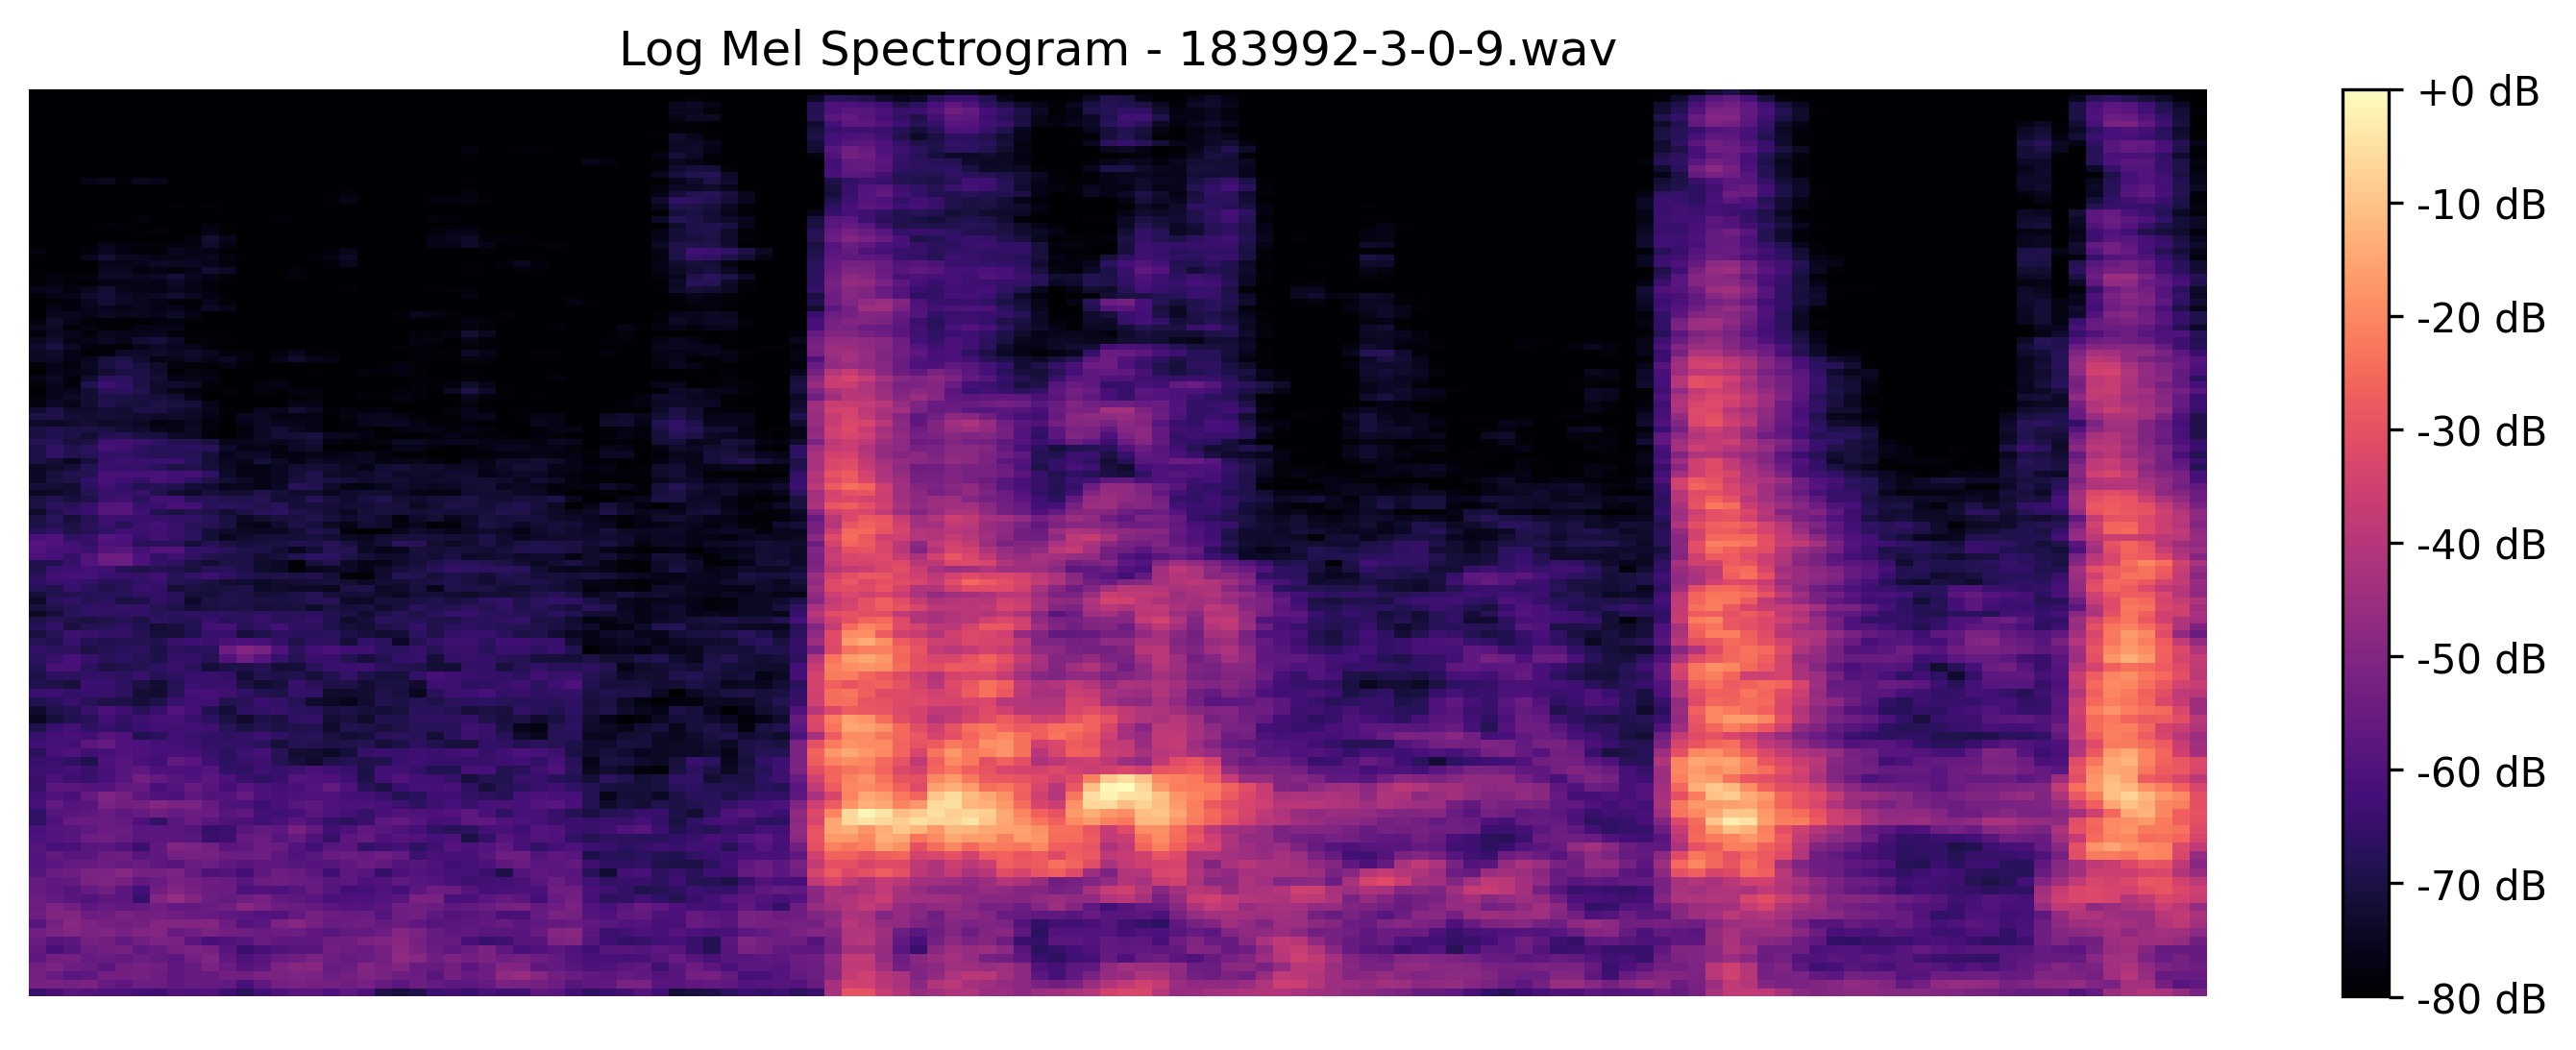 Log Mel Spectrogram - 183992-3-0-9.wav
+0 dB
-10 dB
-20 dB
-30 dB
-40 dB
-50 dB
-60 dB
-70 dB
-80 dB